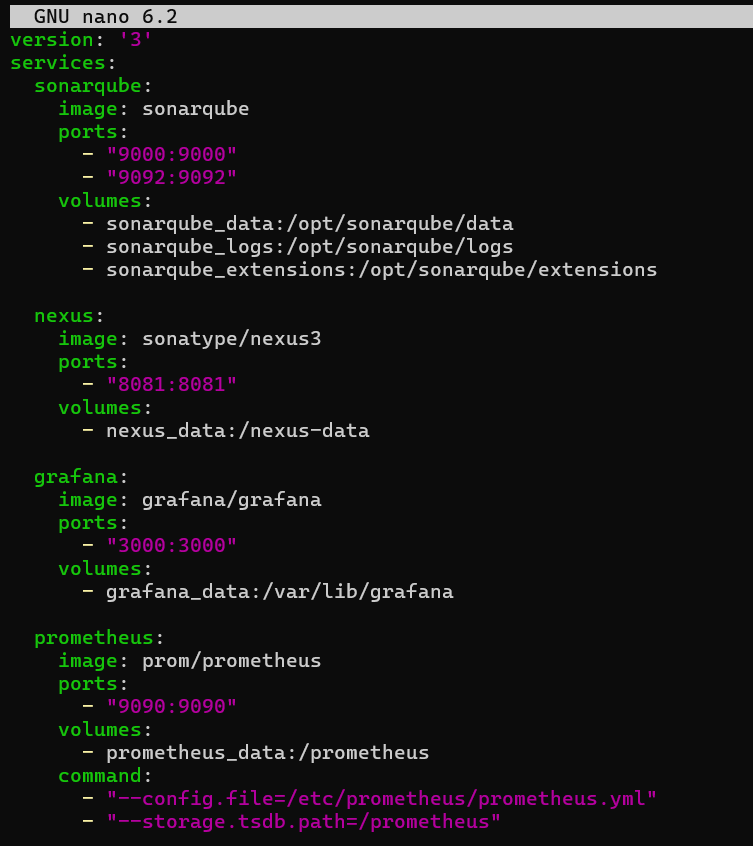 GNU nano 6.2
version: '3'
services:
  sonarqube:
    image: sonarqube
    ports:
      - "9000:9000"
      - "9092:9092"
    volumes:
      - sonarqube_data:/opt/sonarqube/data
      - sonarqube_logs:/opt/sonarqube/logs
      - sonarqube_extensions:/opt/sonarqube/extensions

  nexus:
    image: sonatype/nexus3
    ports:
      - "8081:8081"
    volumes:
      - nexus_data:/nexus-data

  grafana:
    image: grafana/grafana
    ports:
      - "3000:3000"
    volumes:
      - grafana_data:/var/lib/grafana

  prometheus:
    image: prom/prometheus
    ports:
      - "9090:9090"
    volumes:
      - prometheus_data:/prometheus
    command:
      - "--config.file=/etc/prometheus/prometheus.yml"
      - "--storage.tsdb.path=/prometheus"